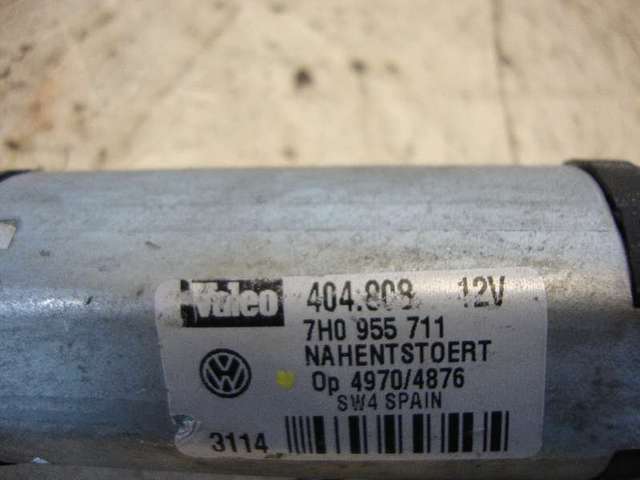 Valeo 404.808 12V
7H0 955 711
NAHENTSTOERT
Op 4970/4876
SW4 SPAIN
3114